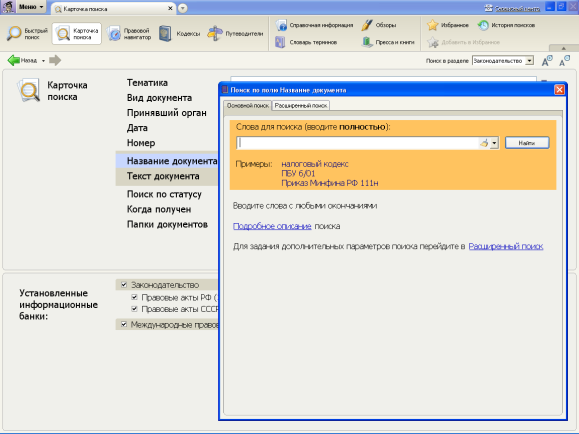 Меню
Карточка поиска
Сервисный центр
Быстрый поиск
Карточка поиска
Правовой навигатор
Кодексы
Путеводители
Справочная информация
Словарь терминов
Обзоры
Пресса и книги
Избранное
Добавить в Избранное
История поисков
Назад
Поиск в разделе: Законодательство
Карточка
поиска
Тематика
Вид документа
Принявший орган
Дата
Номер
Название документа
Текст документа
Поиск по статусу
Когда получен
Папки документов
Установленные
информационные
банки:
Законодательство
Правовые акты РФ (
Правовые акты СССР
Международные право
Поиск по полю Название документа
Основной поиск
Расширенный поиск
Слова для поиска (вводите полностью):
Найти
Примеры: налоговый кодекс
ПБУ 6/01
Приказ Минфина РФ 111н
Вводите слова с любыми окончаниями
Подробное описание поиска
Для задания дополнительных параметров поиска перейдите в Расширенный поиск